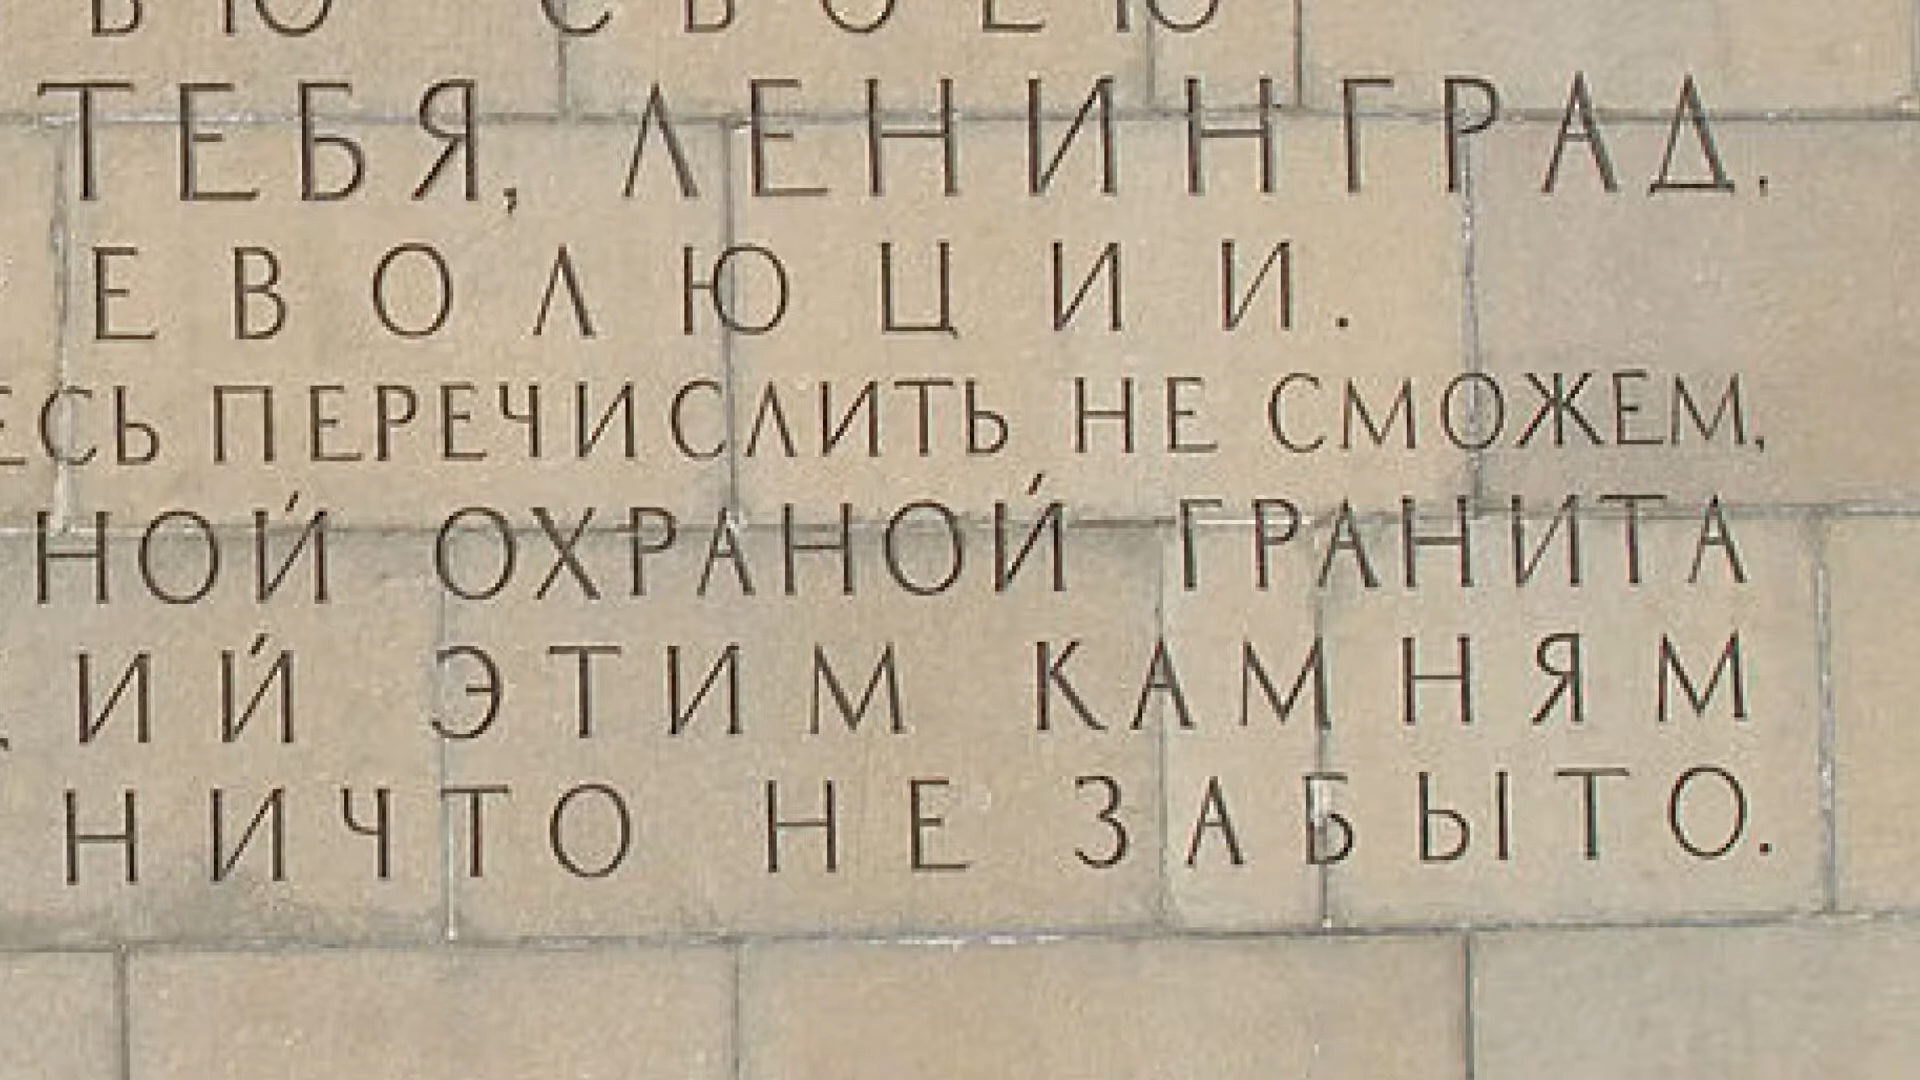 ТЕБЯ, ЛЕНИНГРАД.
ЕВОЛЮЦИИ.
ЕСЬ ПЕРЕЧИСЛИТЬ НЕ СМОЖЕМ,
НОЙ ОХРАНОЙ ГРАНИТА
ИЙ ЭТИМ КАМНЯМ
НИЧТО НЕ ЗАБЫТО.